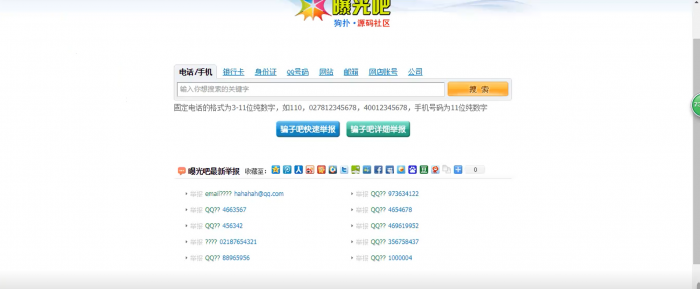 曝光吧
狗扑·源码社区
电话/手机 银行卡 身份证 qq号码 网站 邮箱 网店账号 公司
输入你想搜索的关键字 搜 索
固定电话的格式为3-11位纯数字，如110，027812345678，40012345678，手机号码为11位纯数字
骗子吧快速举报 骗子吧详细举报
曝光吧最新举报 收藏至： 0
举报 email???? hahahah@qq.com 举报 QQ?? 973634122
举报 QQ?? 4663567 举报 QQ?? 4654678
举报 QQ?? 456342 举报 QQ?? 469619952
举报 ???? 02187654321 举报 QQ?? 356758437
举报 QQ?? 88965956 举报 QQ?? 1000004